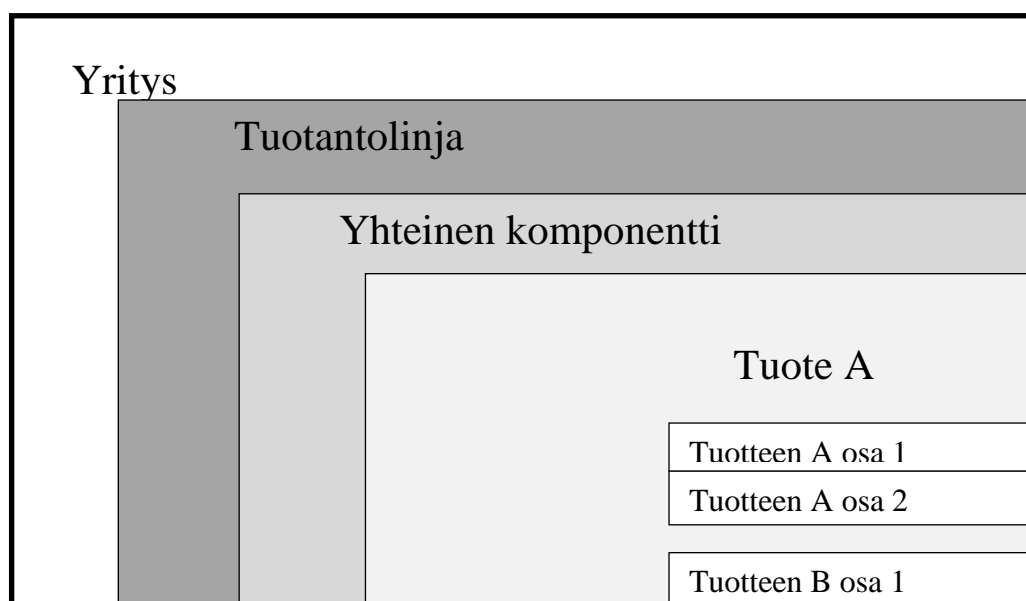 Yritys
Tuotantolinja
Yhteinen komponentti
Tuote A
Tuotteen A osa 1
Tuotteen A osa 2
Tuotteen B osa 1